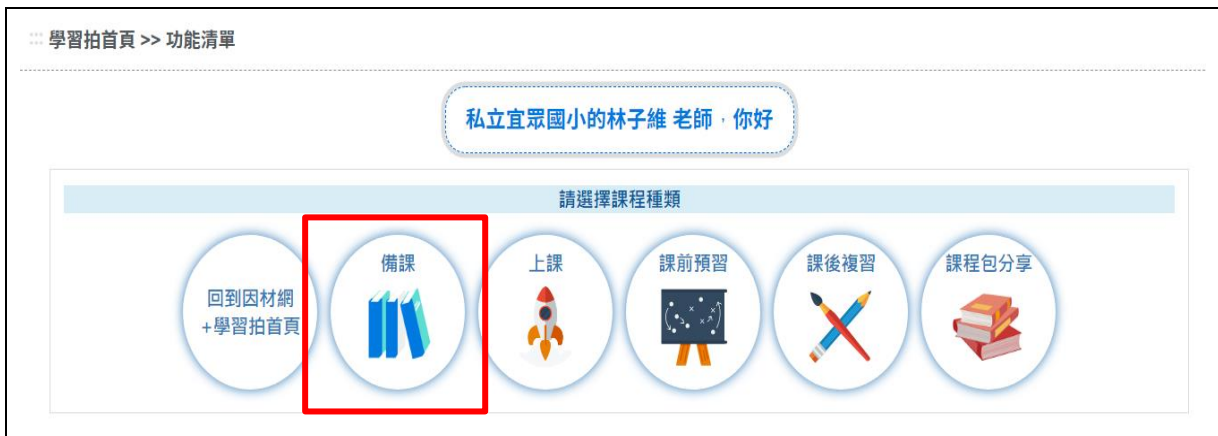 學習拍首頁 >> 功能清單
私立宜眾國小的林子維 老師，你好
請選擇課程種類
回到因材網
+學習拍首頁
備課
上課
課前預習
課後複習
課程包分享